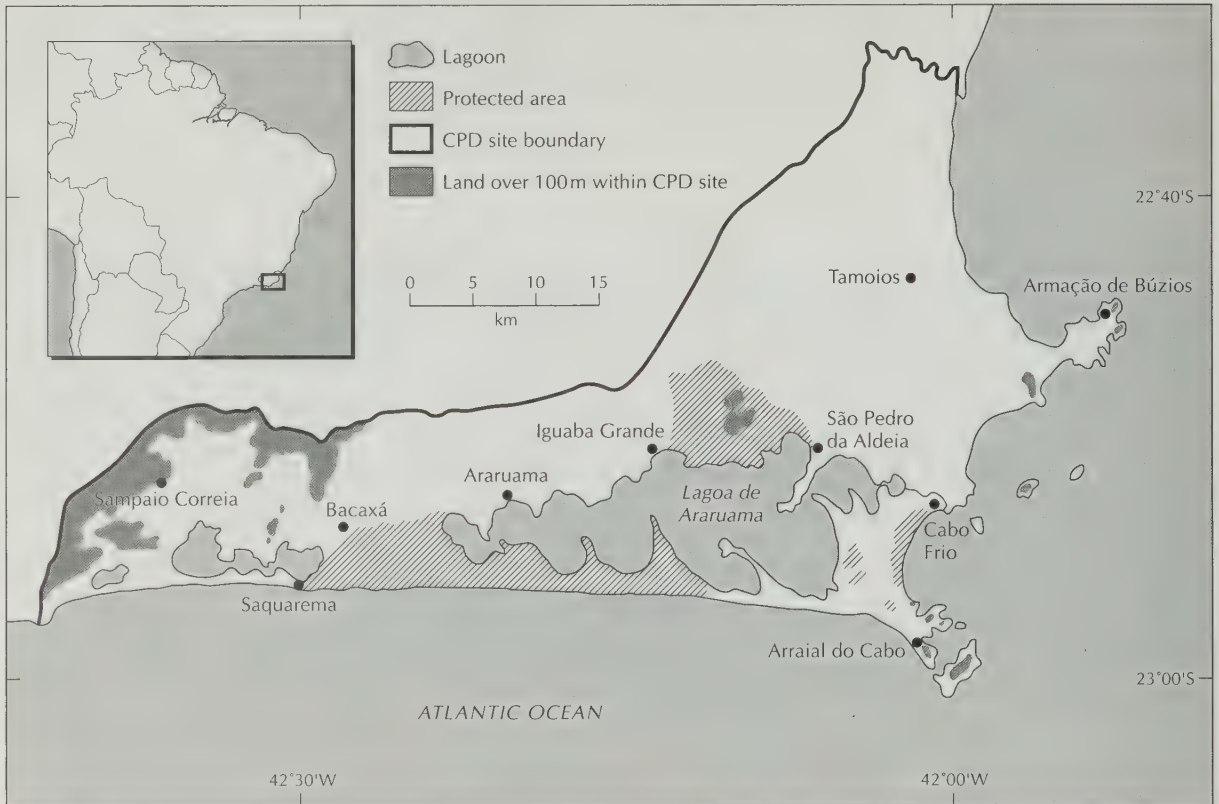 Lagoon
Protected area
CPD site boundary
Land over 100m within CPD site
0 5 10 15
km
22°40'S
Tamoios
Armação de Búzios
Iguaba Grande
São Pedro
da Aldeia
Araruama
Lagoa de
Araruama
Sampaio Correia
Bacaxá
Cabo
Frio
Saquarema
Arraial do Cabo
23°00'S
ATLANTIC OCEAN
42°30'W
42°00'W